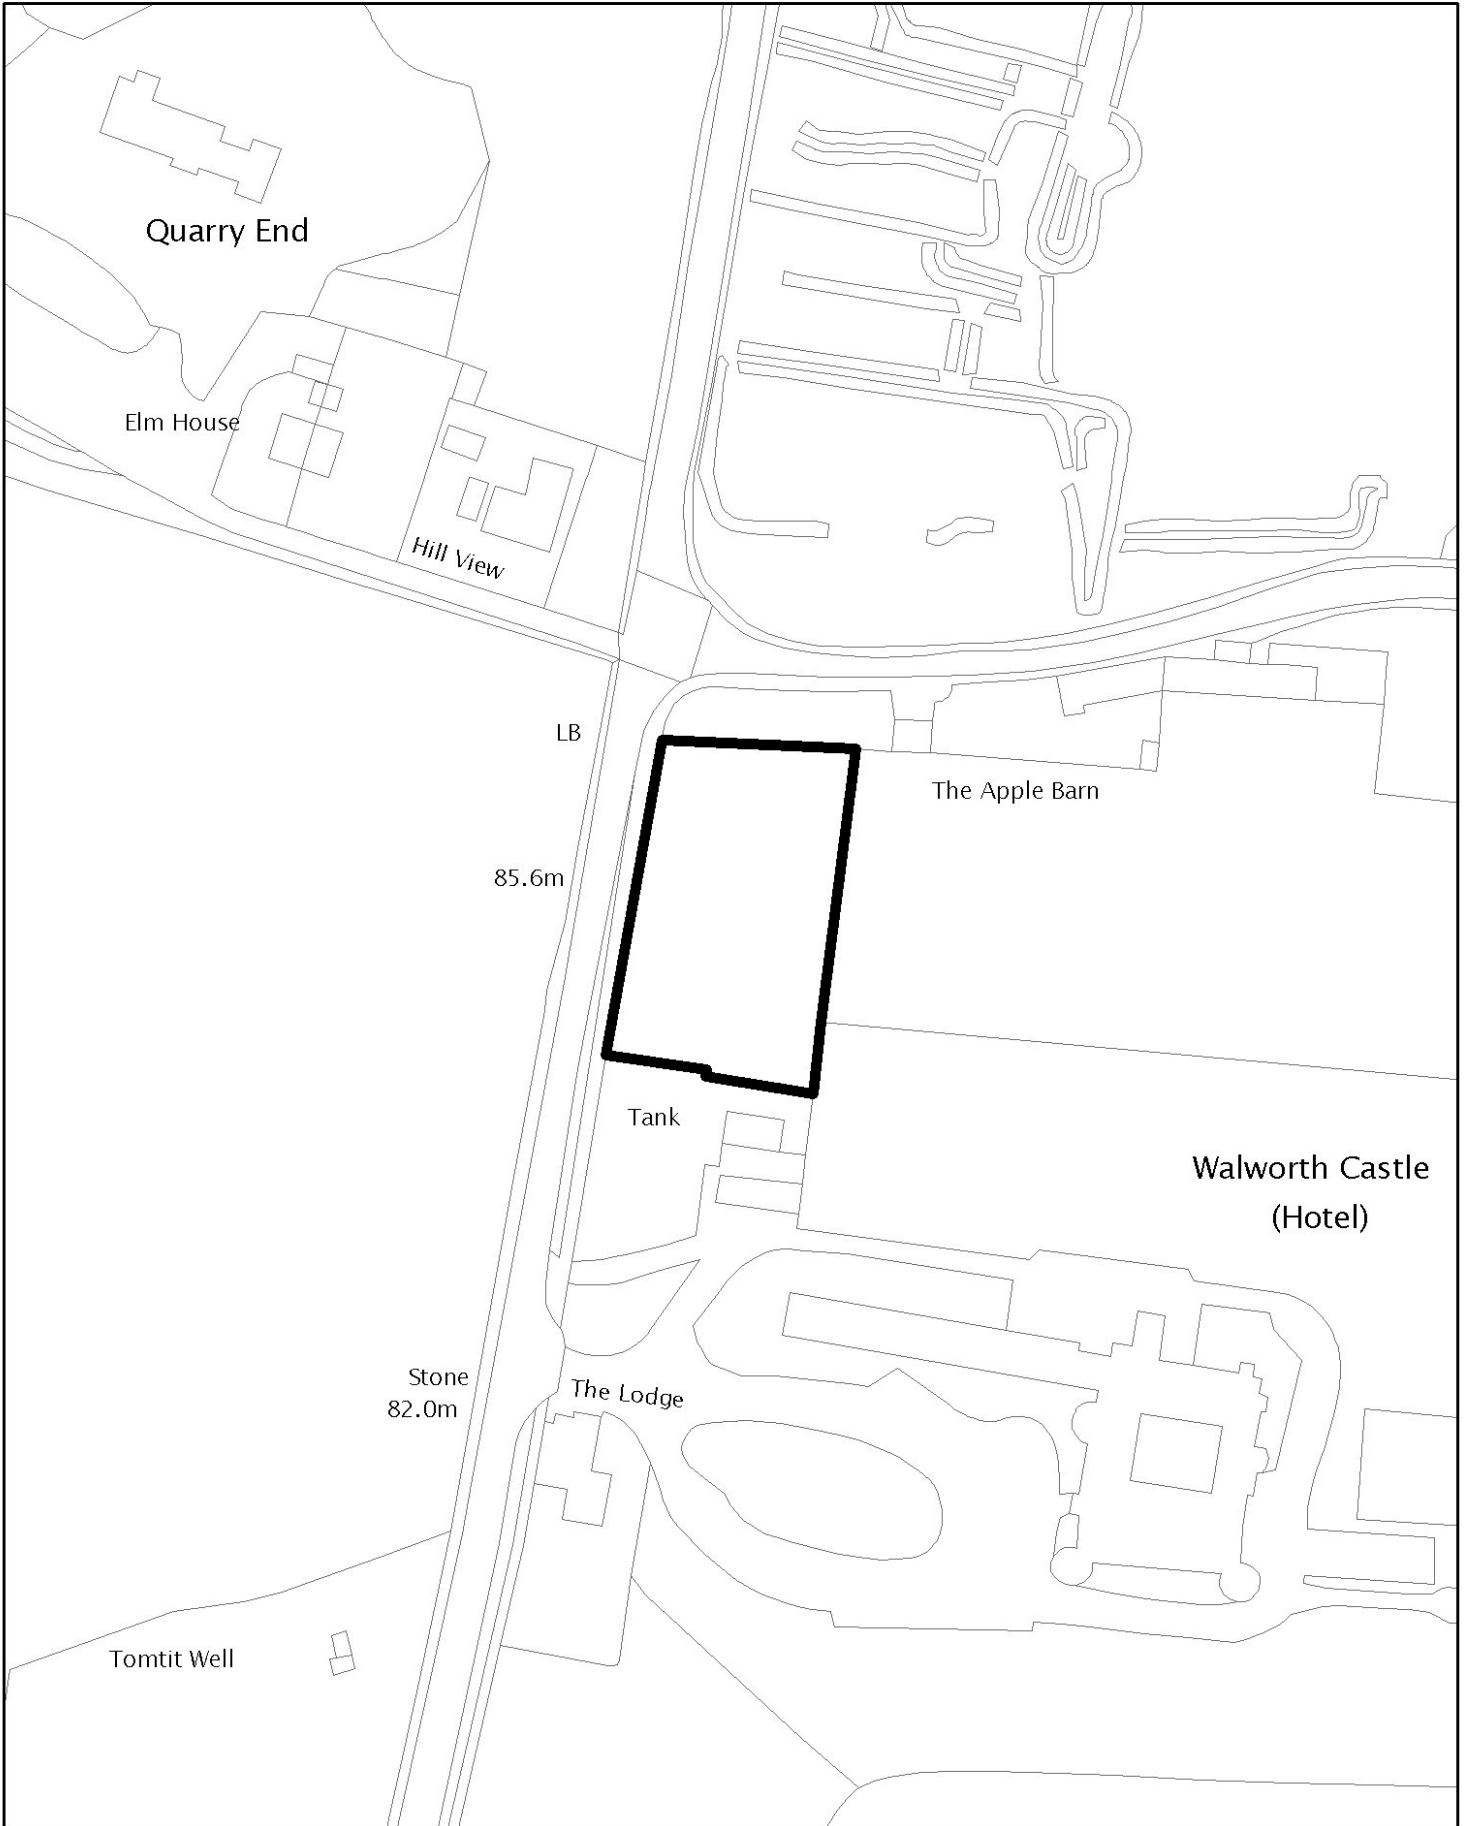 Quarry End
Elm House
Hill View
LB
The Apple Barn
85.6m
Tank
Walworth Castle
(Hotel)
Stone
82.0m
The Lodge
Tomtit Well